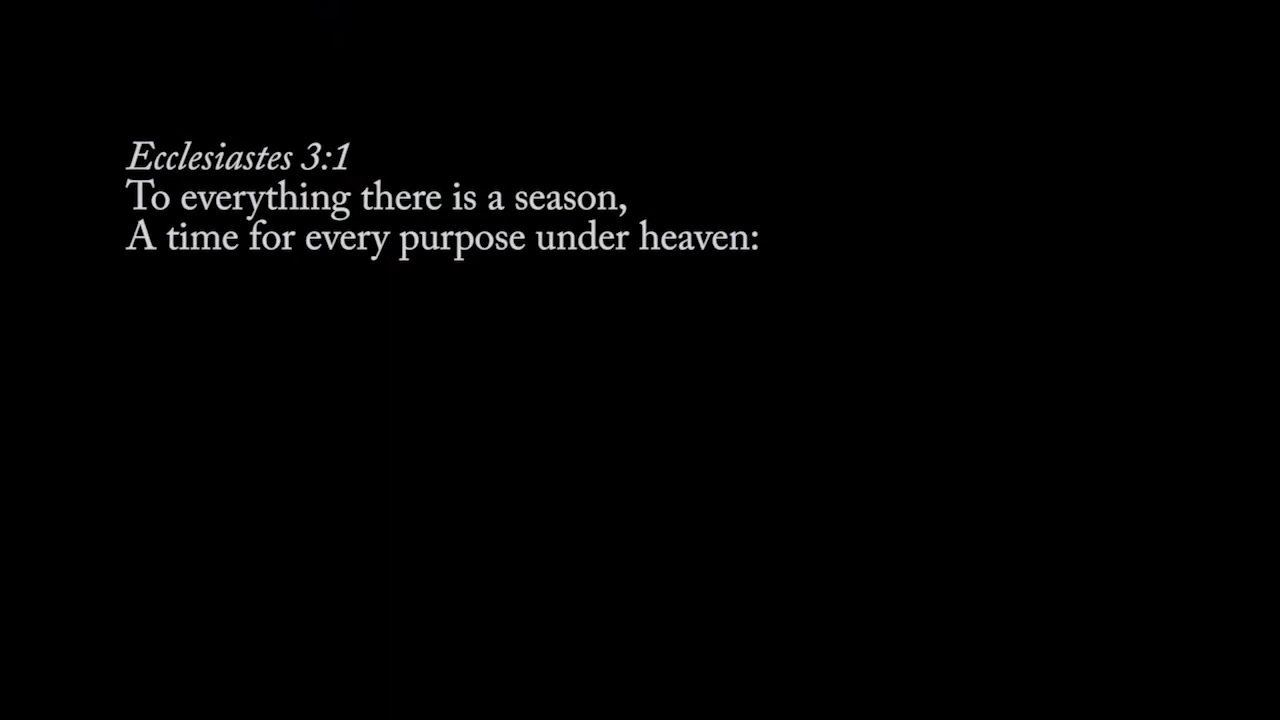 Ecclesiastes 3:1
To everything there is a season,
A time for every purpose under heaven: